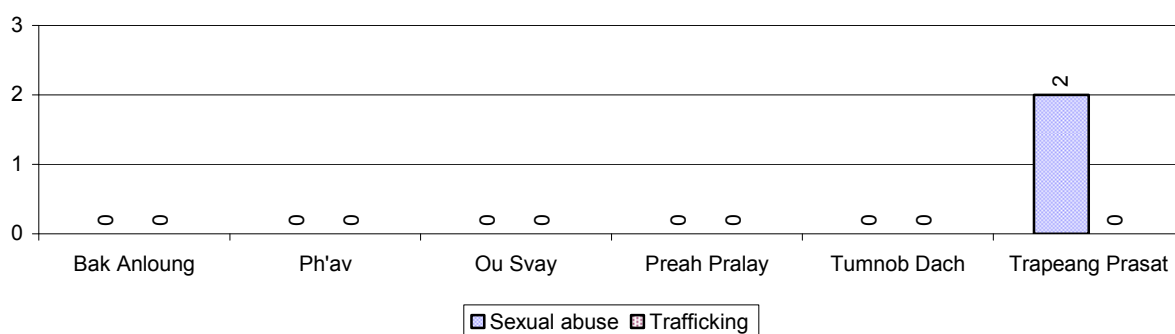 3
2
1
0
2
0 0 0 0 0 0 0 0 0 0 0
Bak Anloung Ph'av Ou Svay Preah Pralay Tumnob Dach Trapeang Prasat
Sexual abuse Trafficking